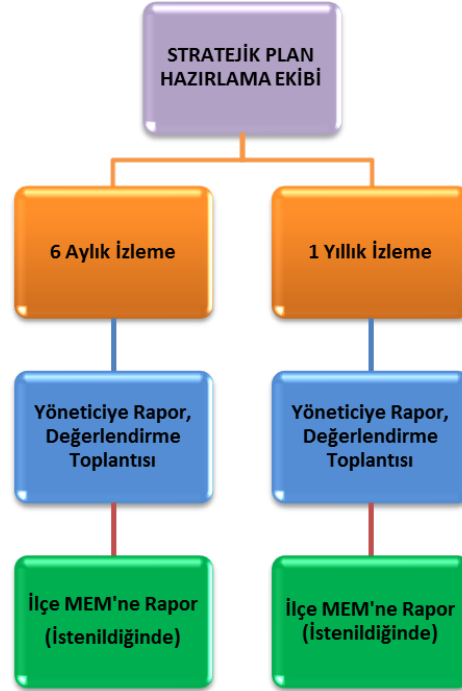 STRATEJİK PLAN
HAZIRLAMA EKİBİ
6 Aylık İzleme
1 Yıllık İzleme
Yöneticiye Rapor,
Değerlendirme
Toplantısı
Yöneticiye Rapor,
Değerlendirme
Toplantısı
İlçe MEM'ne Rapor
(İstenildiğinde)
İlçe MEM'ne Rapor
(İstenildiğinde)